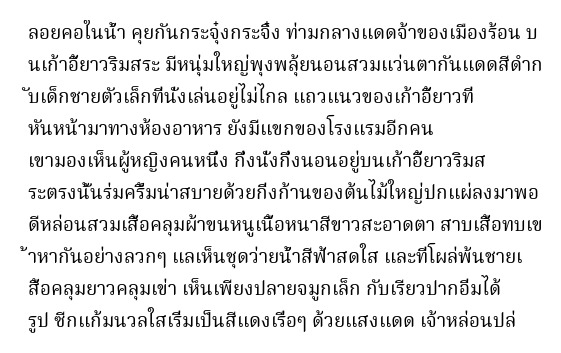 ลอยคอในน้ำ คุยกันกระจุ๋งกระจิ๋ง ท่ามกลางแดดจ้าของเมืองร้อน บ
นเก้าอี้ยาวริมสระ มีหนุ่มใหญ่พุงพลุ้ยนอนสวมแว่นตากันแดดสีดำก
ับเด็กชายตัวเล็กที่นั่งเล่นอยู่ไม่ไกล แถวแนวของเก้าอี้ยาวที่
หันหน้ามาทางห้องอาหาร ยังมีแขกของโรงแรมอีกคน
เขามองเห็นผู้หญิงคนหนึ่ง กึ่งนั่งกึ่งนอนอยู่บนเก้าอี้ยาวริมส
ระตรงนั้นร่มครึ้มน่าสบายด้วยกิ่งก้านของต้นไม้ใหญ่ปกแผ่ลงมาพอ
ดีหล่อนสวมเสื้อคลุมผ้าขนหนูเนื้อหนาสีขาวสะอาดตา สาบเสื้อทบเข
้าหากันอย่างลวกๆ แลเห็นชุดว่ายน้ำสีฟ้าสดใส และที่โผล่พ้นชายเ
สื้อคลุมยาวคลุมเข่า เห็นเพียงปลายจมูกเล็ก กับเรียวปากอิ่มได้
รูป ซีกแก้มนวลใสเริ่มเป็นสีแดงเรื่อๆ ด้วยแสงแดด เจ้าหล่อนปล่